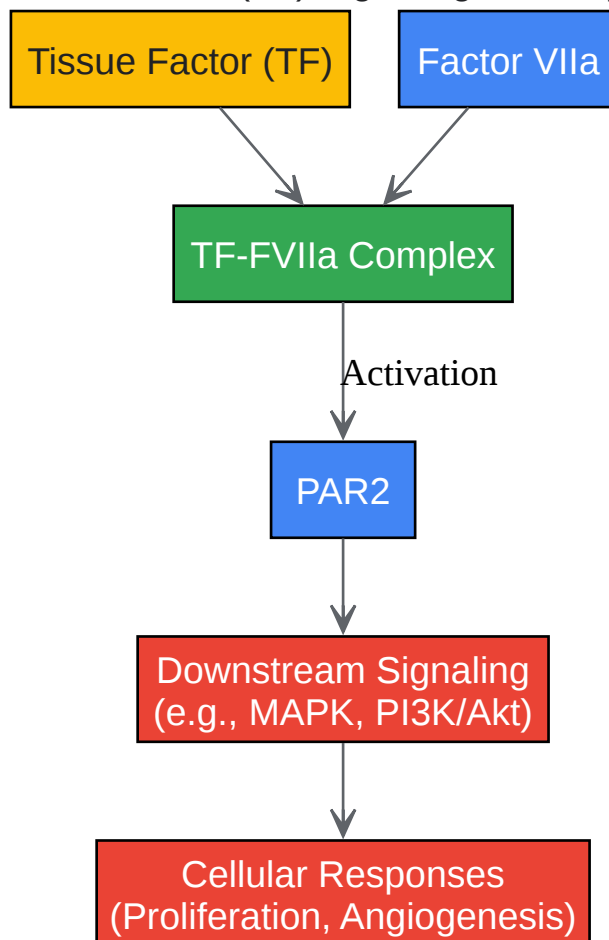 Tissue Factor (TF)
Factor VIIa
TF-FVIIa Complex
Activation
PAR2
Downstream Signaling
(e.g., MAPK, PI3K/Akt)
Cellular Responses
(Proliferation, Angiogenesis)